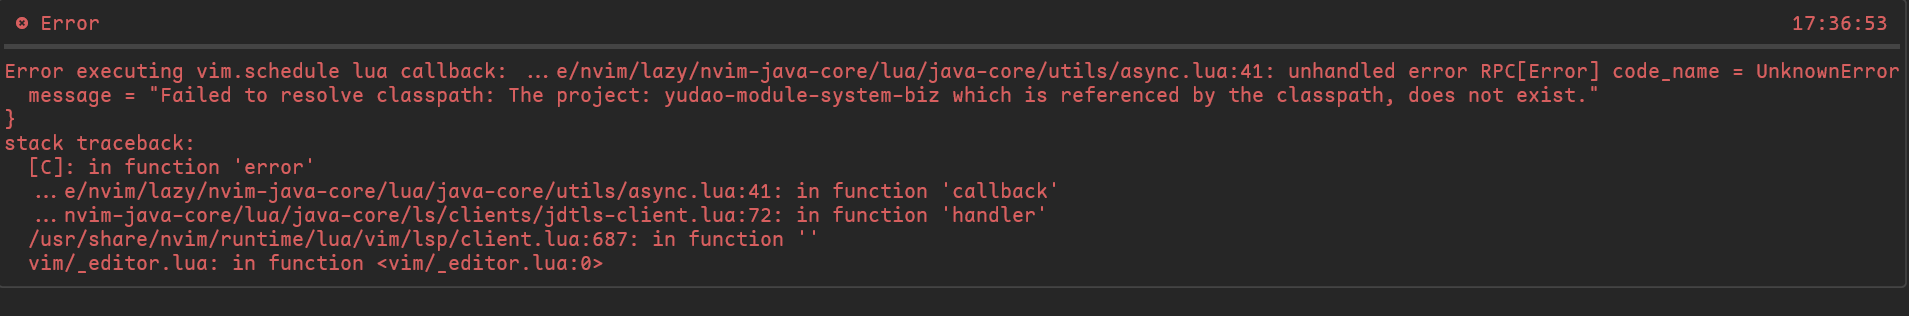 Error 17:36:53
Error executing vim.schedule lua callback: ...e/nvim/lazy/nvim-java-core/lua/java-core/utils/async.lua:41: unhandled error RPC[Error] code_name = UnknownError
message = "Failed to resolve classpath: The project: yudao-module-system-biz which is referenced by the classpath, does not exist."
}
stack traceback:
[C]: in function 'error'
...e/nvim/lazy/nvim-java-core/lua/java-core/utils/async.lua:41: in function 'callback'
...nvim-java-core/lua/java-core/ls/clients/jdtls-client.lua:72: in function 'handler'
/usr/share/nvim/runtime/lua/vim/lsp/client.lua:687: in function ''
vim/_editor.lua: in function <vim/_editor.lua:0>